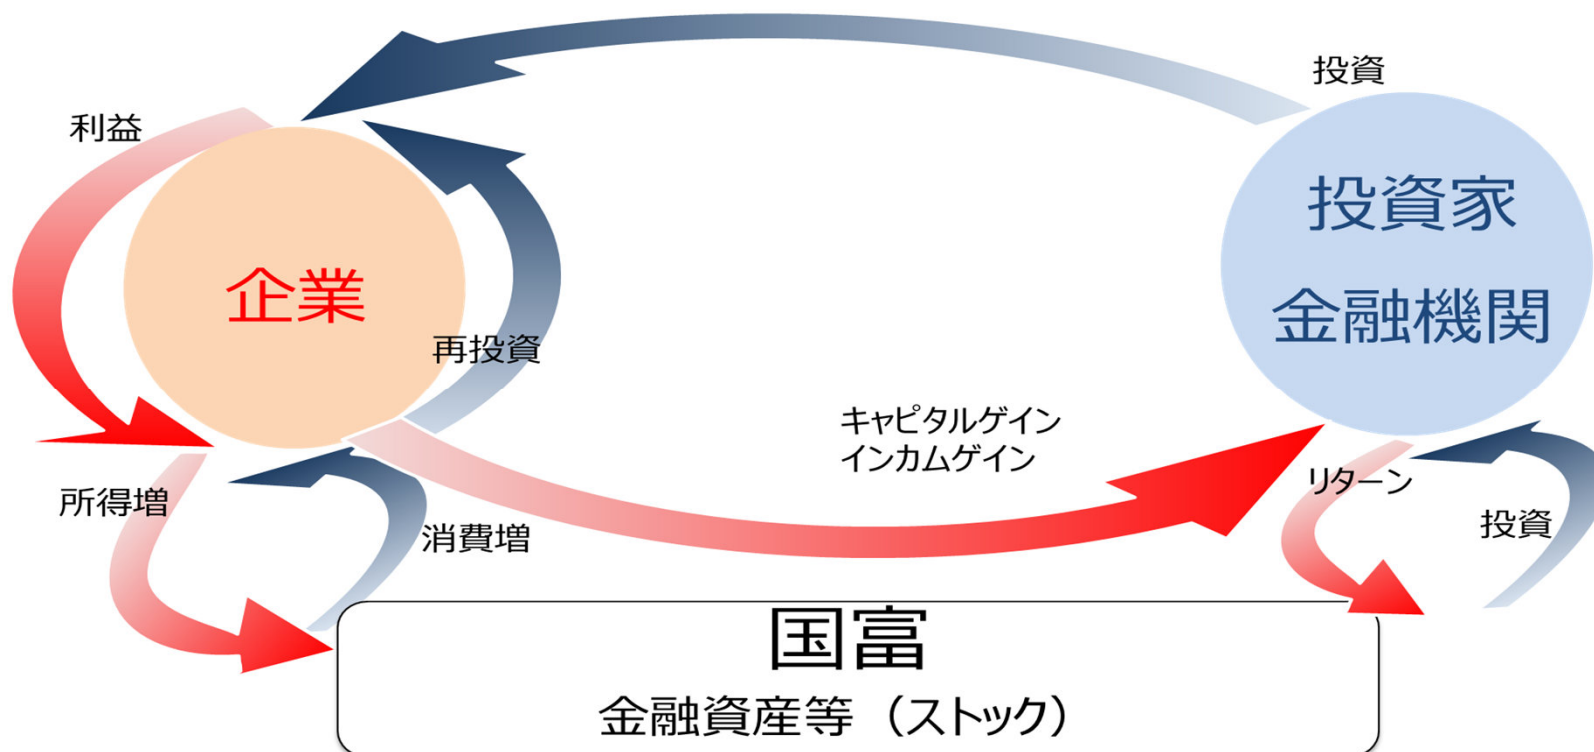 投資
利益
投資家
金融機関
企業
再投資
キャピタルゲイン
インカムゲイン
リターン
所得増
消費増
投資
国富
金融資産等（ストック）